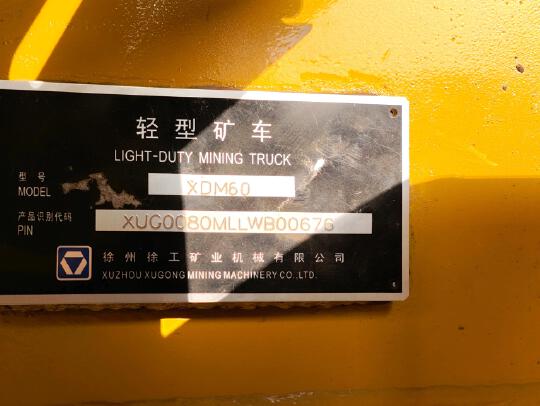 轻型矿车
LIGHT-DUTY MINING TRUCK
型号
MODEL
XDM60
产品识别代码
PIN
XUG0080MLLWB00676
徐州徐工矿业机械有限公司
XUZHOU XUGONG MINING MACHINERY CO.,LTD.